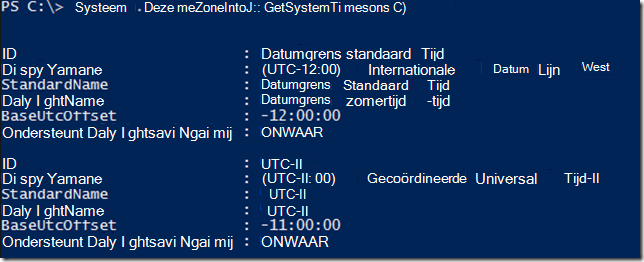 PS C:\> Systeem .Deze meZoneIntoJ:: GetSystemTi mesons C)
ID : Datumgrens standaard Tijd
Di spy Yamane : (UTC-12:00) Internationale Datum Lijn West
StandardName : Datumgrens Standaard Tijd
Daly I ghtName : Datumgrens zomertijd -tijd
BaseUtcOffset : -12:00:00
Ondersteunt Daly I ghtsavi Ngai mij : ONWAAR
ID : UTC-II
Di spy Yamane : (UTC-II: 00) Gecoördineerde Universal Tijd-II
StandardName : UTC-II
Daly I ghtName : UTC-II
BaseUtcOffset : -11:00:00
Ondersteunt Daly I ghtsavi Ngai mij : ONWAAR